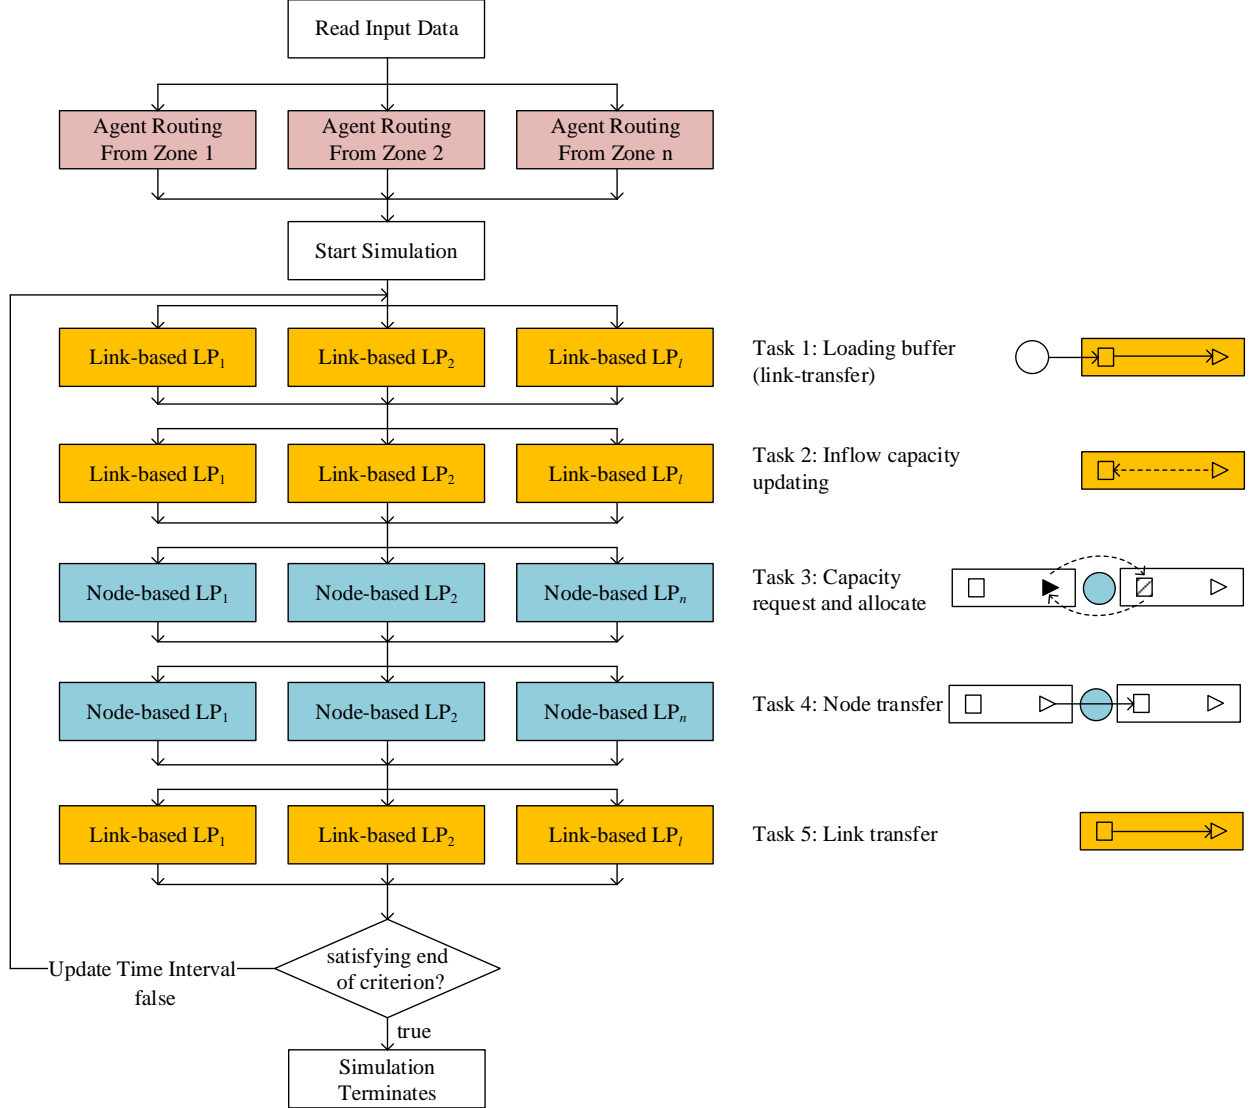 Read Input Data
Agent Routing
From Zone 1
Agent Routing
From Zone 2
Agent Routing
From Zone n
Start Simulation
Link-based LP₁
Link-based LP₂
Link-based LPₗ
Task 1: Loading buffer
(link-transfer)
Link-based LP₁
Link-based LP₂
Link-based LPₗ
Task 2: Inflow capacity
updating
Node-based LP₁
Node-based LP₂
Node-based LPₙ
Task 3: Capacity
request and allocate
Node-based LP₁
Node-based LP₂
Node-based LPₙ
Task 4: Node transfer
Link-based LP₁
Link-based LP₂
Link-based LPₗ
Task 5: Link transfer
satisfying end
of criterion?
Update Time Interval
false
true
Simulation
Terminates